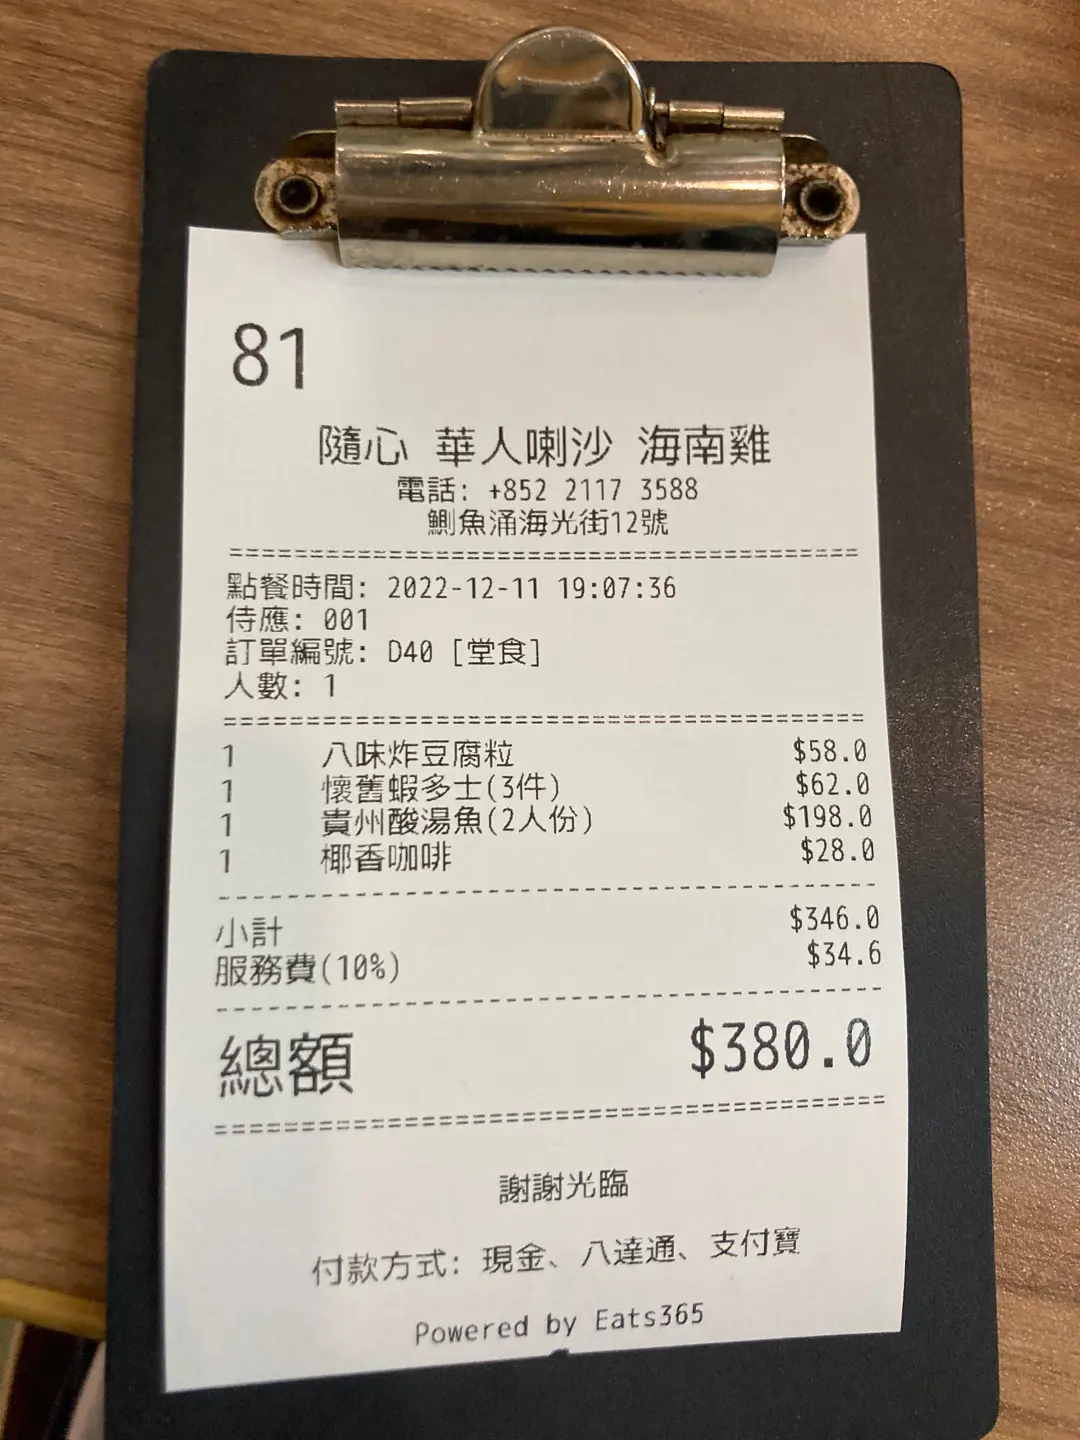 81
隨心 華人喇沙 海南雞
電話: +852 2117 3588
鰂魚涌海光街12號
========================================
點餐時間: 2022-12-11 19:07:36
侍應: 001
訂單編號: D40 [堂食]
人數: 1
========================================
1 八味炸豆腐粒 $58.0
1 懷舊蝦多士(3件) $62.0
1 貴州酸湯魚(2人份) $198.0
1 椰香咖啡 $28.0
----------------------------------------
小計 $346.0
服務費(10%) $34.6
----------------------------------------
總額 $380.0
========================================
謝謝光臨
付款方式: 現金、八達通、支付寶
Powered by Eats365